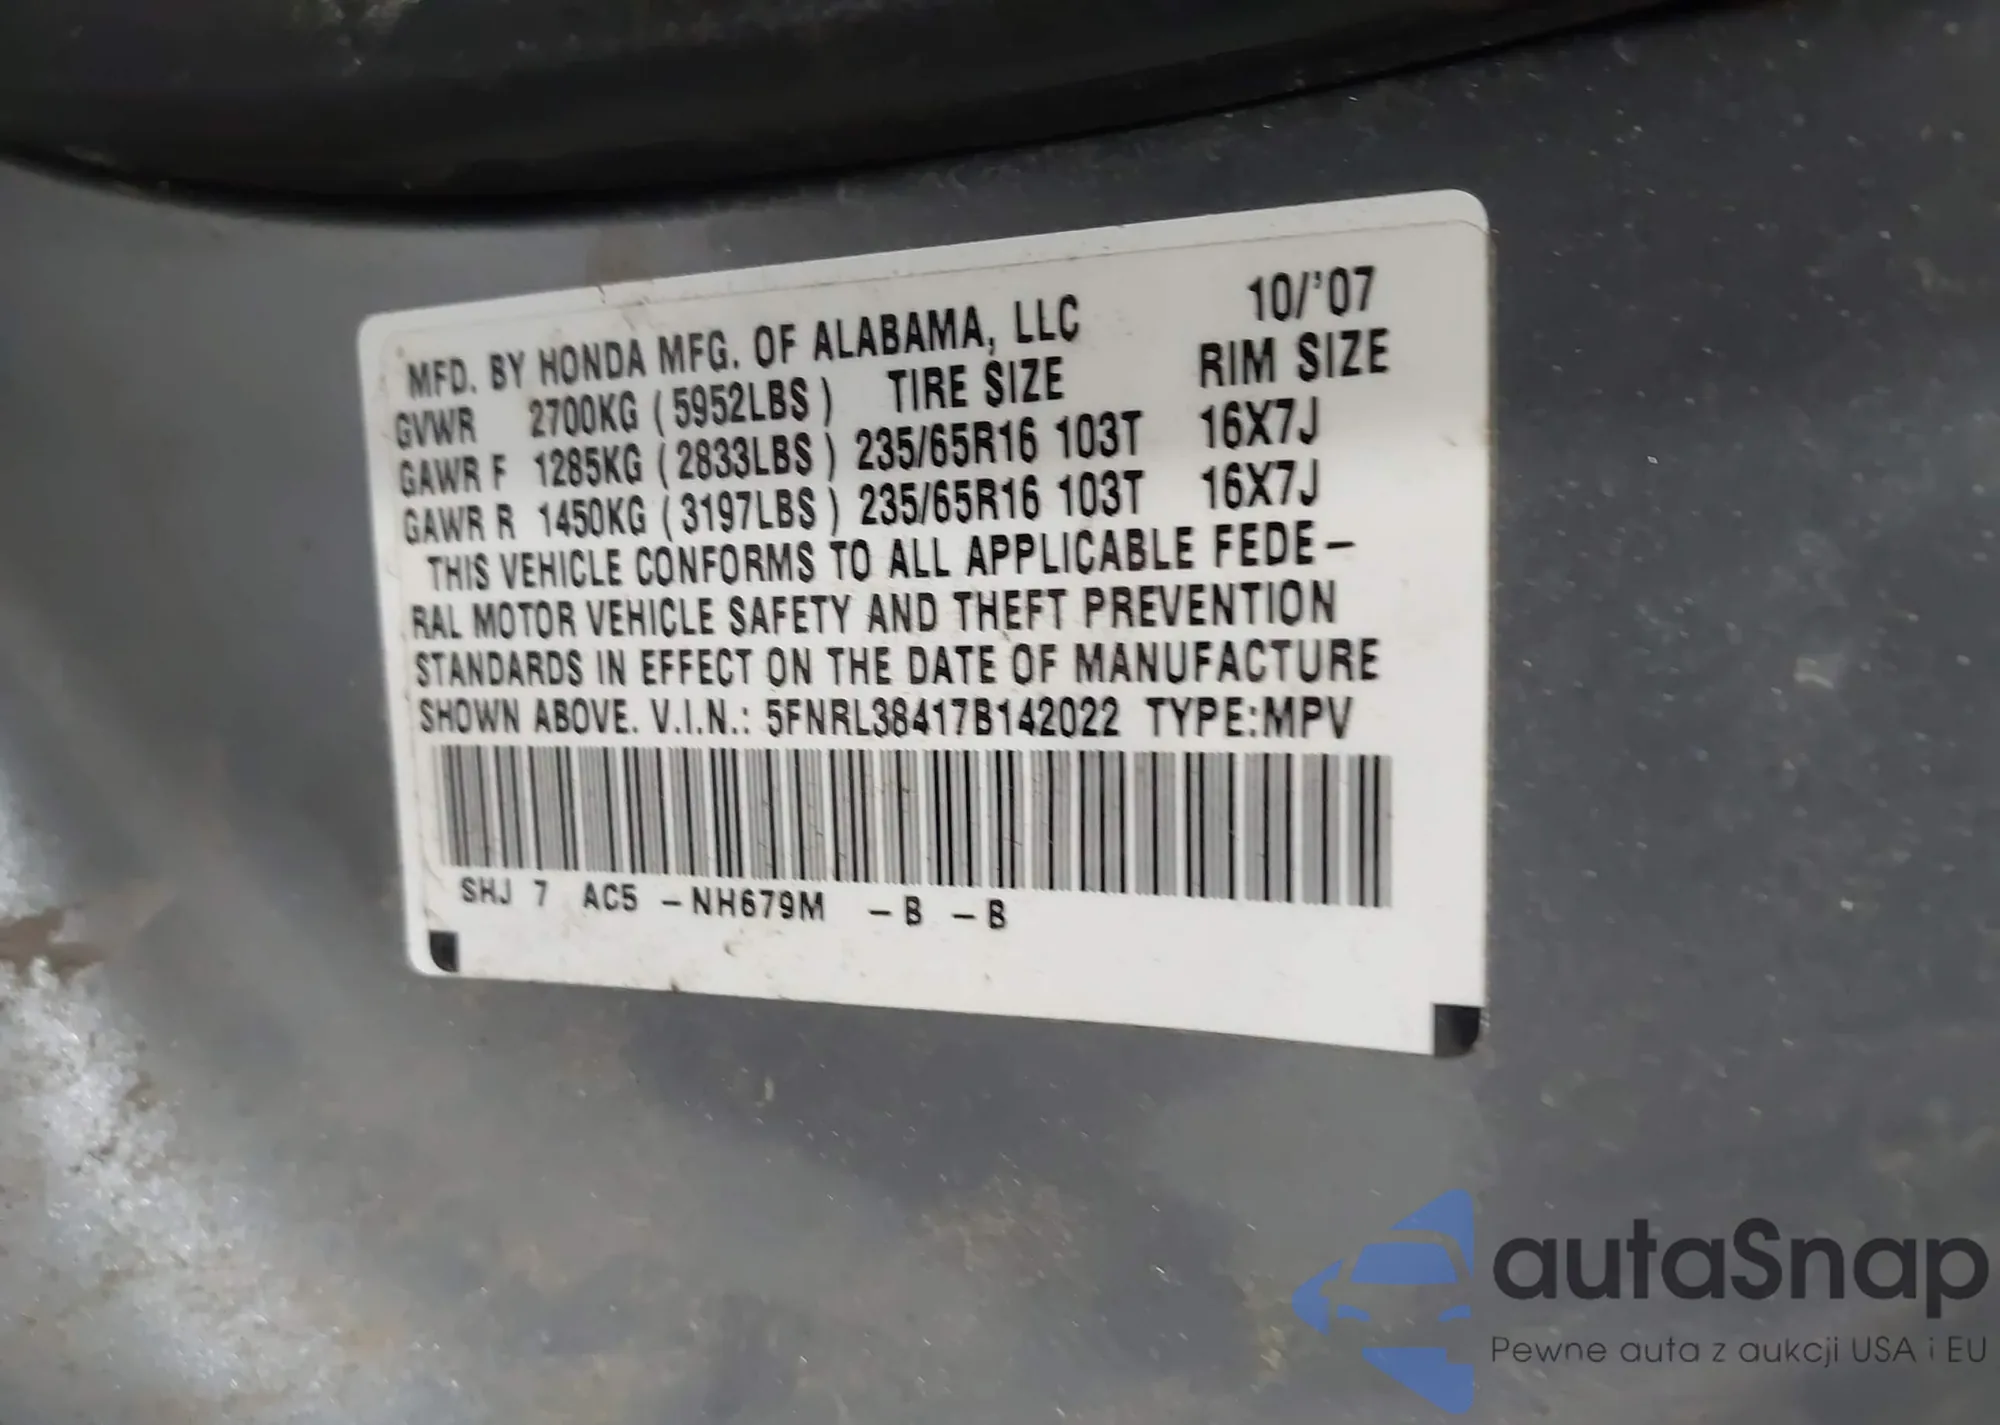 MFD. BY HONDA MFG. OF ALABAMA, LLC 10/'07
GVWR 2700KG (5952LBS) TIRE SIZE RIM SIZE
GAWR F 1285KG (2833LBS) 235/65R16 103T 16X7J
GAWR R 1450KG (3197LBS) 235/65R16 103T 16X7J
THIS VEHICLE CONFORMS TO ALL APPLICABLE FEDE-
RAL MOTOR VEHICLE SAFETY AND THEFT PREVENTION
STANDARDS IN EFFECT ON THE DATE OF MANUFACTURE
SHOWN ABOVE. V.I.N.: 5FNRL38417B142022 TYPE:MPV
SHJ 7 AC5 -NH679M -B -B
autaSnap
Pewne auta z aukcji USA i EU